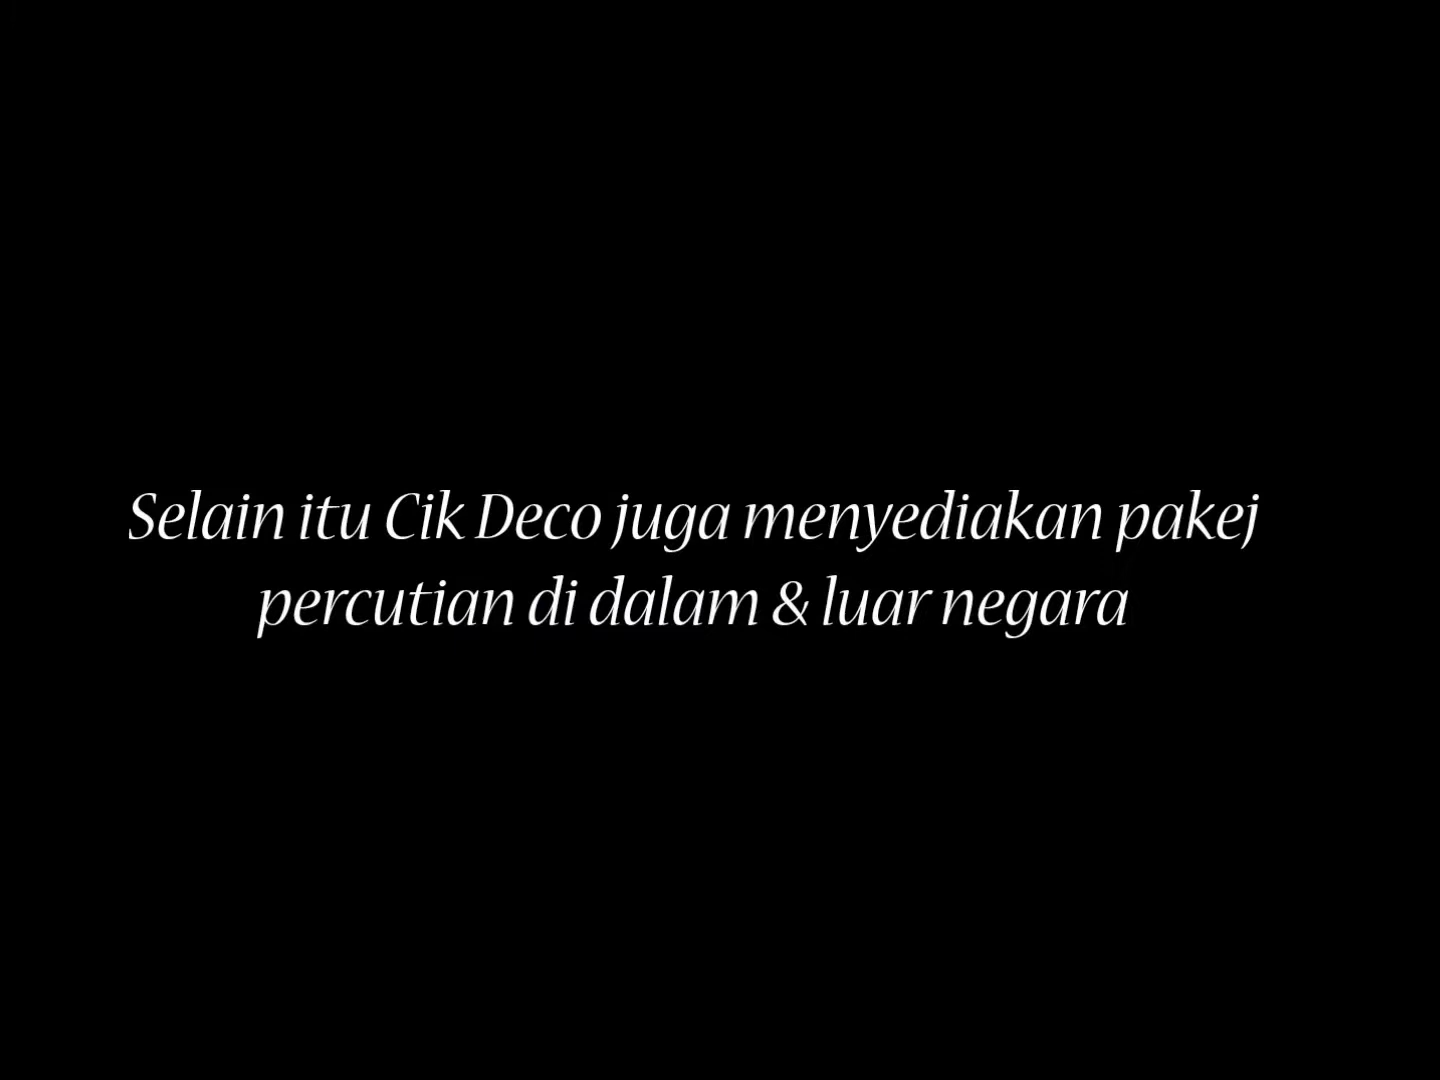 Selain itu Cik Deco juga menyediakan pakej
percutian di dalam & luar negara